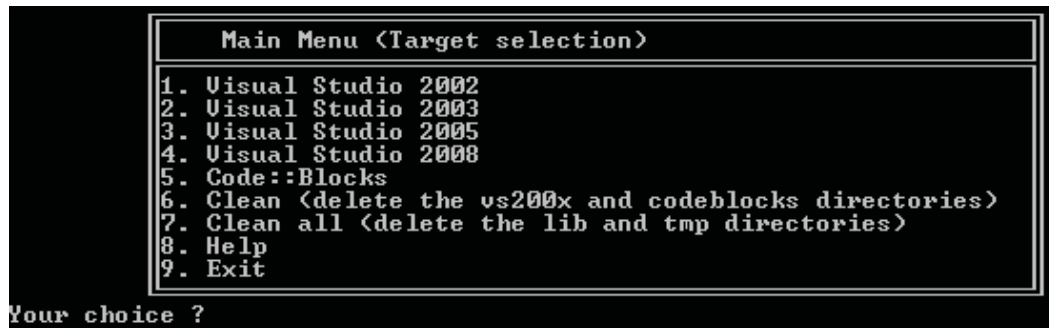 Main Menu (Target selection)
1. Visual Studio 2002
2. Visual Studio 2003
3. Visual Studio 2005
4. Visual Studio 2008
5. Code::Blocks
6. Clean (delete the vs200x and codeblocks directories)
7. Clean all (delete the lib and tmp directories)
8. Help
9. Exit
Your choice ?